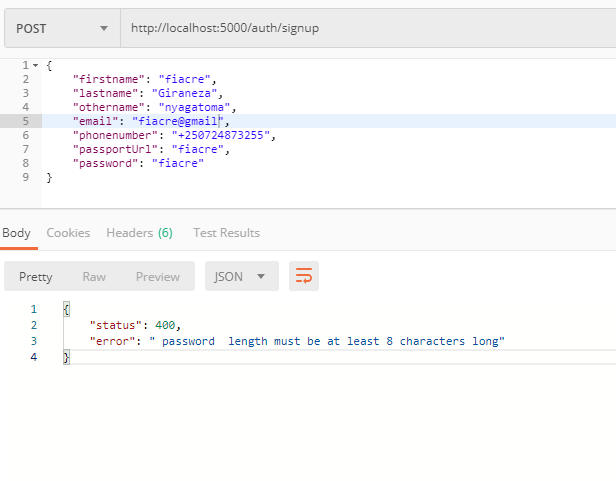 POST http://localhost:5000/auth/signup
1 {
2 "firstname": "fiacre",
3 "lastname": "Giraneza",
4 "othername": "nyagatoma",
5 "email": "fiacre@gmail",
6 "phonenumber": "+250724873255",
7 "passportUrl": "fiacre",
8 "password": "fiacre"
9 }
Body Cookies Headers (6) Test Results
Pretty Raw Preview JSON
1 {
2 "status": 400,
3 "error": " password  length must be at least 8 characters long"
4 }